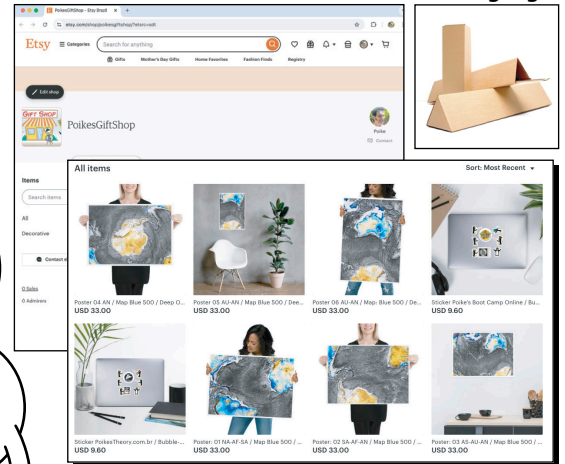 PoikesGiftShop - Etsy Brazil
etsy.com/shop/poikesgiftshop?etsrc=sdt
Etsy
Categories
Search for anything
Gifts
Mother's Day Gifts
Home Favorites
Fashion Finds
Registry
Edit shop
GIFT SHOP
PoikesGiftShop
Poike
Contact
Items
Search items
All
Decorative
Contact
0 Sales
0 Admirers
All items
Sort: Most Recent
Poster 04 AN / Map Blue 500 / Deep O...
USD 33.00
Poster 05 AU-AN / Map Blue 500 / Dee...
USD 33.00
Poster 06 AU-AN / Map: Blue 500 / De...
USD 33.00
Sticker Poike's Boot Camp Online / Bu...
USD 9.60
Sticker PoikesTheory.com.br / Bubble-...
USD 9.60
Poster: 01 NA-AF-SA / Map Blue 500 / ...
USD 33.00
Poster: 02 SA-AF-AN / Map Blue 500 / ...
USD 33.00
Poster: 03 AS-AU-AN / Map Blue 500 / ...
USD 33.00